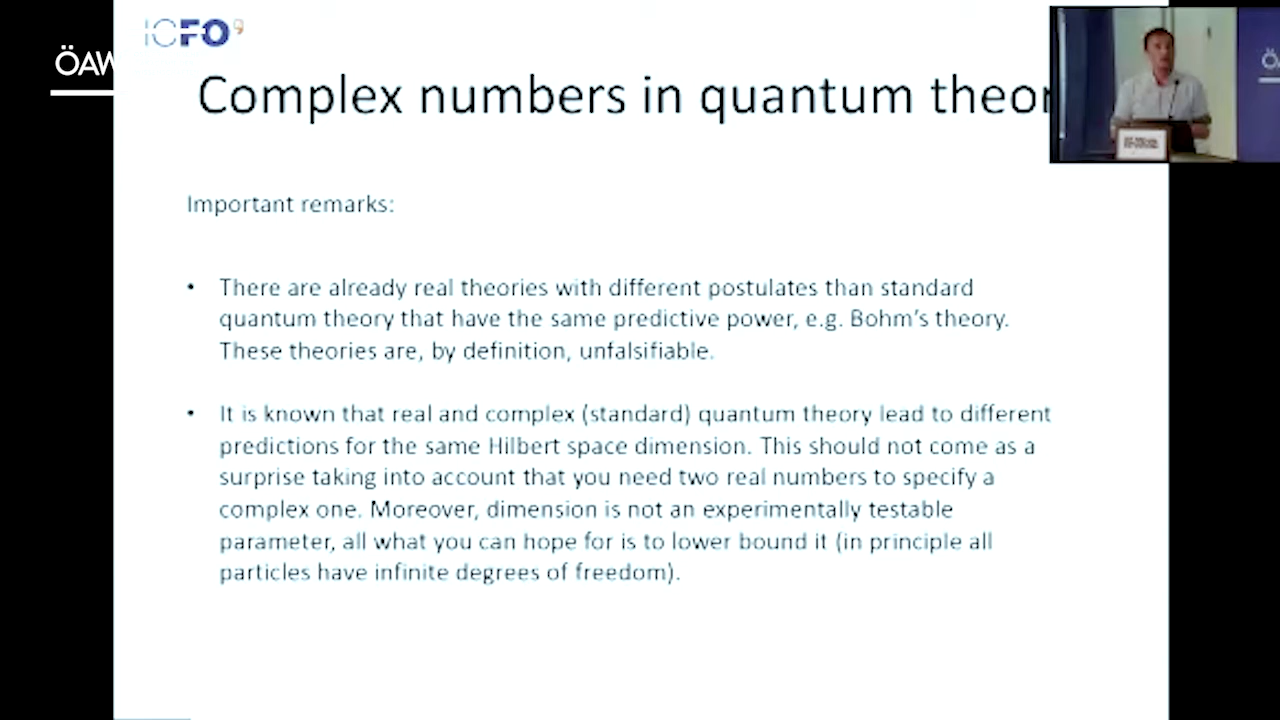 ICFO
ÖAW
Complex numbers in quantum theor
Important remarks:
• There are already real theories with different postulates than standard
quantum theory that have the same predictive power, e.g. Bohm's theory.
These theories are, by definition, unfalsifiable.
• It is known that real and complex (standard) quantum theory lead to different
predictions for the same Hilbert space dimension. This should not come as a
surprise taking into account that you need two real numbers to specify a
complex one. Moreover, dimension is not an experimentally testable
parameter, all what you can hope for is to lower bound it (in principle all
particles have infinite degrees of freedom).